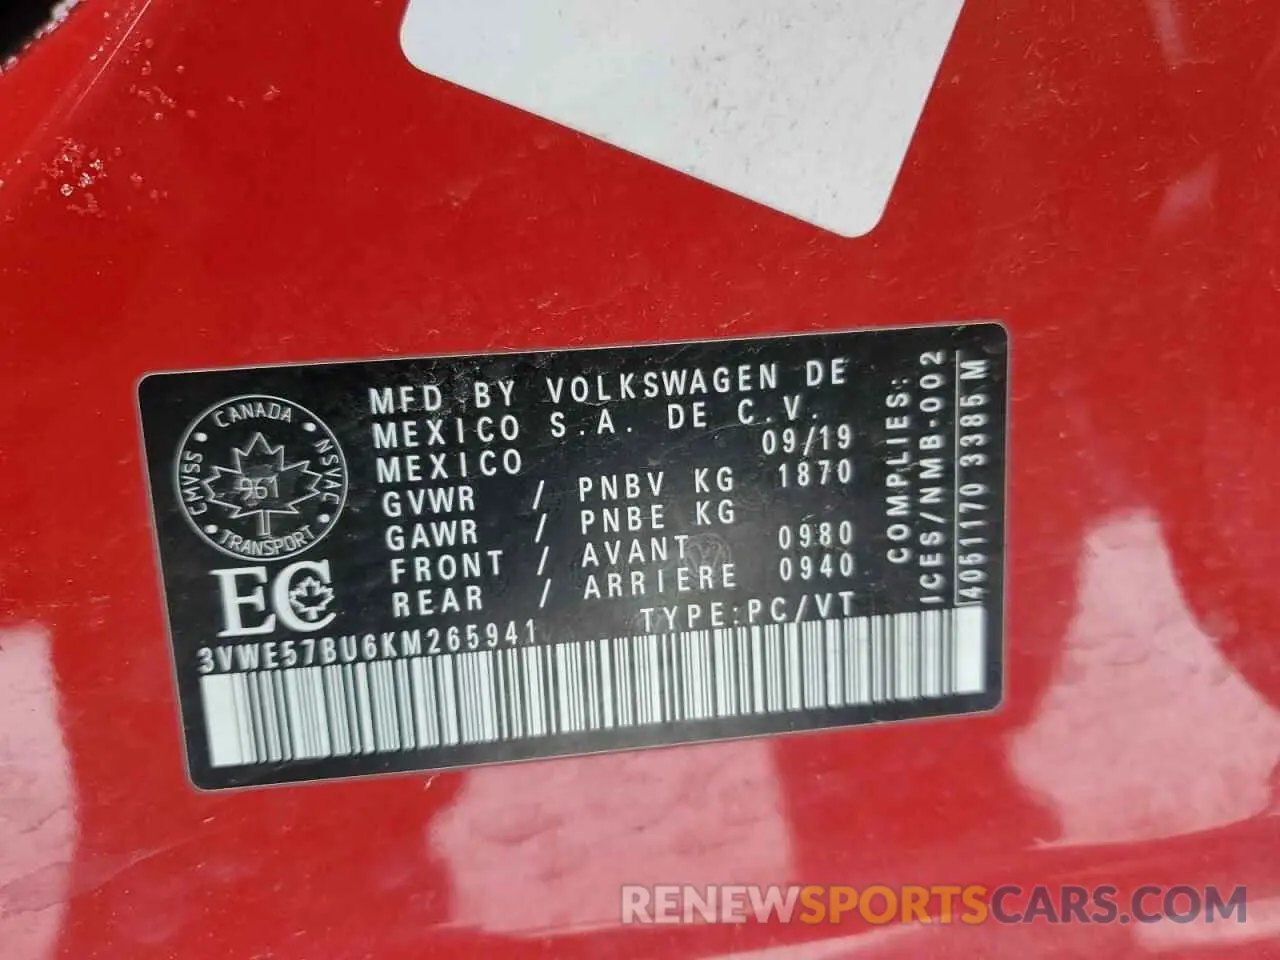 MFD BY VOLKSWAGEN DE
MEXICO S.A. DE C.V.
MEXICO 09/19
GVWR / PNBV KG 1870
GAWR / PNBE KG
FRONT / AVANT 0980
REAR / ARRIERE 0940
TYPE:PC/VT
3VWE57BU6KM265941
CANADA
NSVAC
TRANSPORT
CMVSS
961
EC
COMPLIES:
ICES/NMB-002
4051170 3385 M
RENEWSPORTSCARS.COM